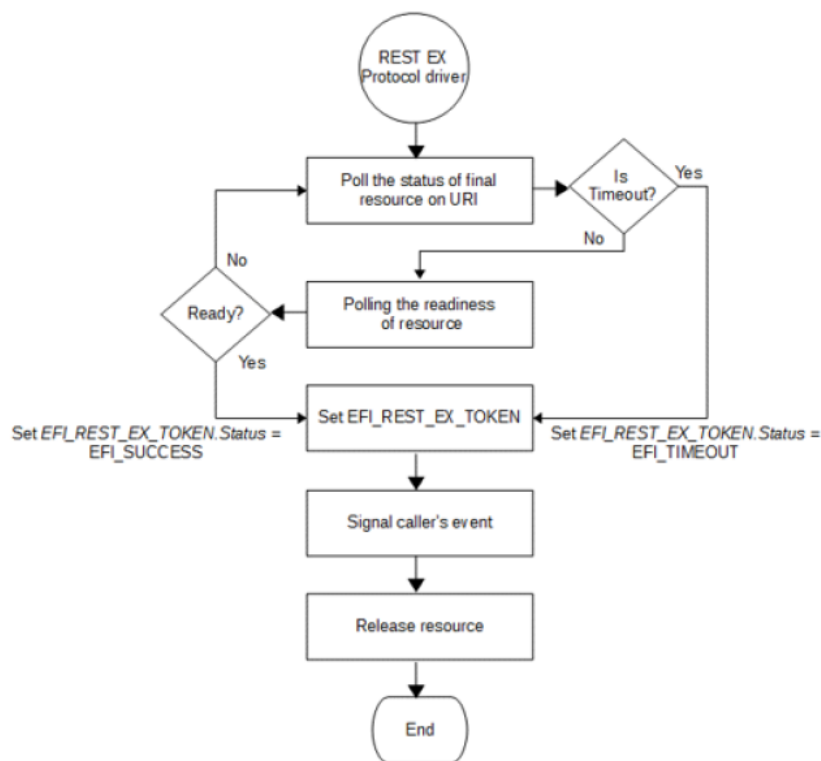 REST EX
Protocol driver
Poll the status of final
resource on URI
Is
Timeout?
Yes
No
No
Polling the readiness
of resource
Ready?
Yes
Set EFI_REST_EX_TOKEN
Set EFI_REST_EX_TOKEN.Status =
EFI_SUCCESS
Set EFI_REST_EX_TOKEN.Status =
EFI_TIMEOUT
Signal caller's event
Release resource
End